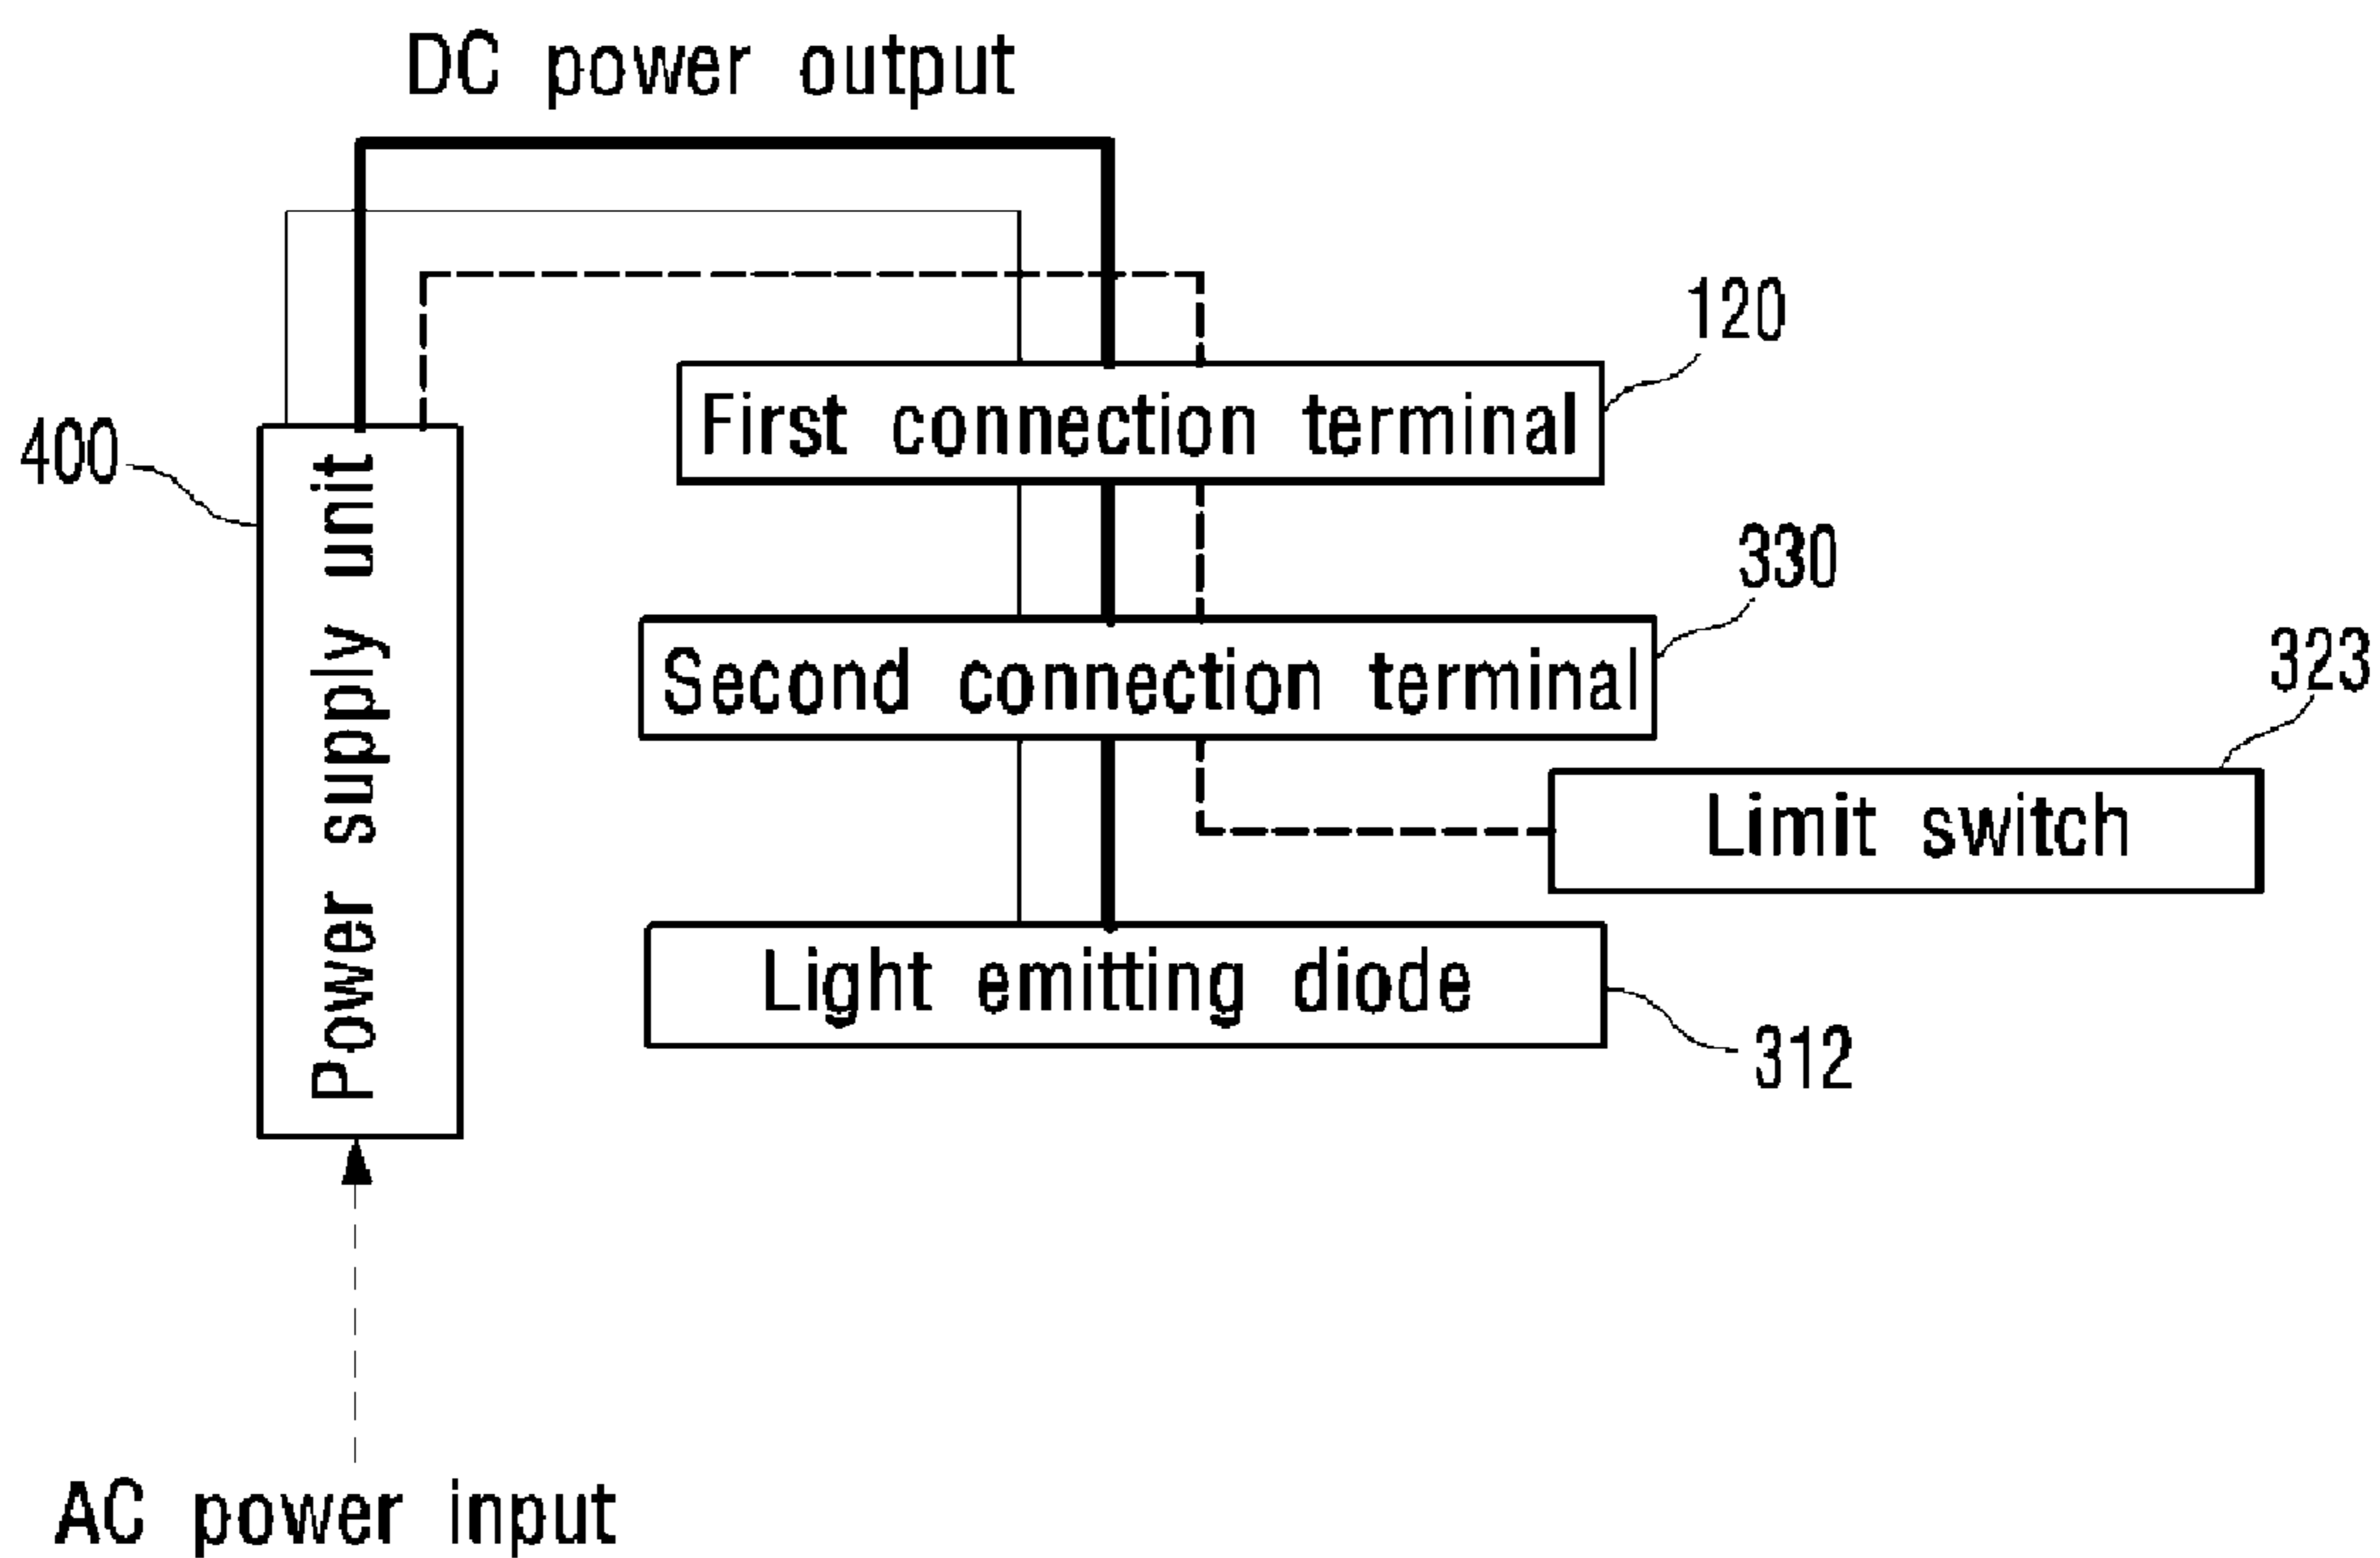 DC power output
120
First connection terminal
400
Power supply unit
330
Second connection terminal
323
Limit switch
Light emitting diode
312
AC power input